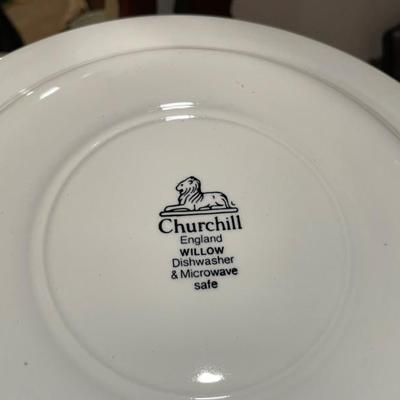 Churchill
England
WILLOW
Dishwasher
& Microwave
safe